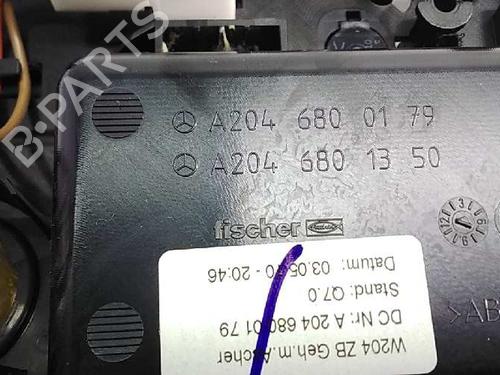 A204 680 01 79
A204 680 13 50
fischer
W204 ZB Geh.m.Ascher
DC Nr: A 204 680 01 79
Stand: Q7.0
Datum: 03.05. - 20:46
>AB
B-PARTS